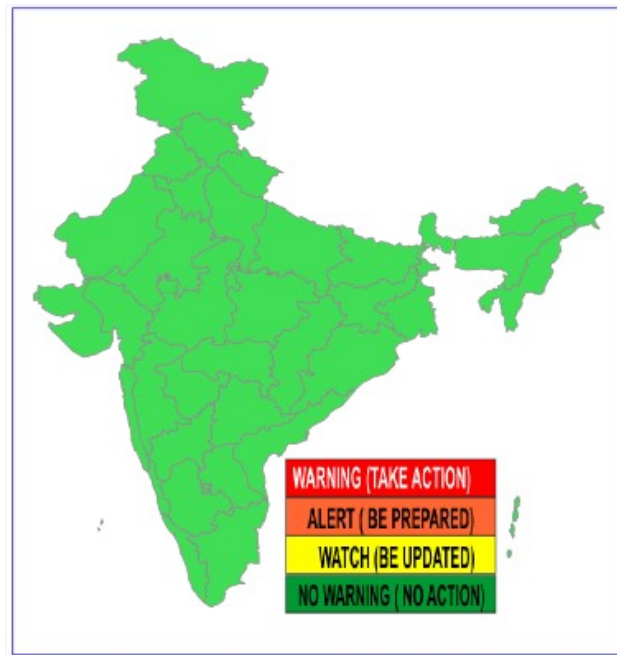 WARNING (TAKE ACTION)
ALERT ( BE PREPARED)
WATCH (BE UPDATED)
NO WARNING ( NO ACTION)